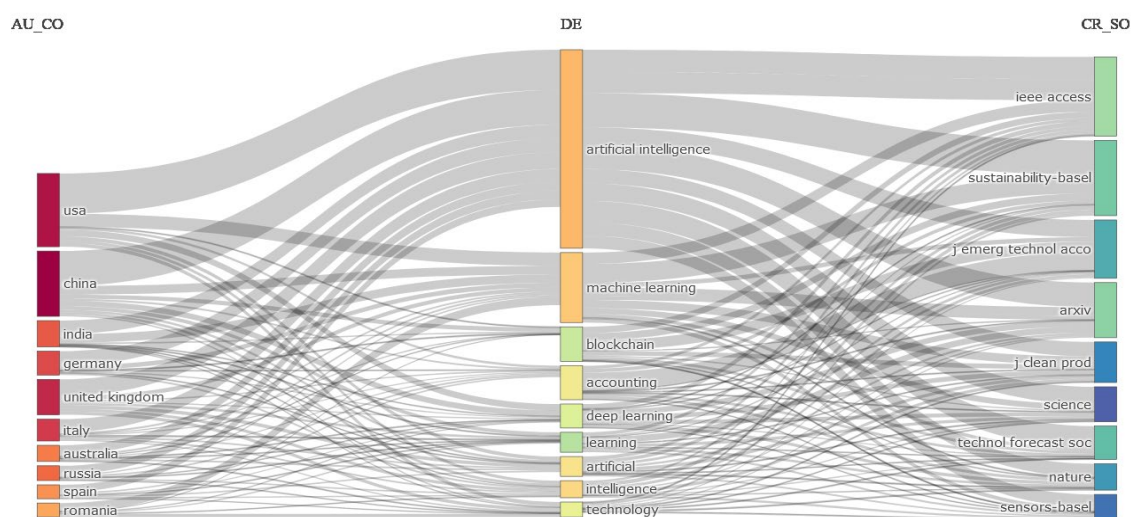 AU_CO
DE
CR_SO
usa
china
india
germany
united kingdom
italy
australia
russia
spain
romania
artificial intelligence
machine learning
blockchain
accounting
deep learning
learning
artificial
intelligence
technology
ieee access
sustainability-basel
j emerg technol acco
arxiv
j clean prod
science
technol forecast soc
nature
sensors-basel